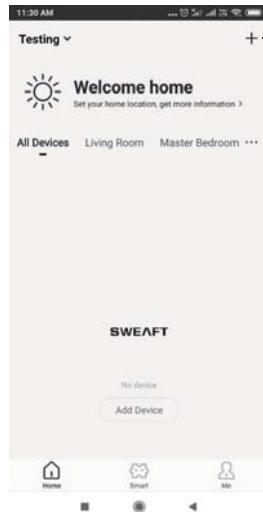 11:30 AM
Testing
Welcome home
Set your home location, get more information >
All Devices Living Room Master Bedroom ···
SWEAFT
No device
Add Device
Home Smart Me